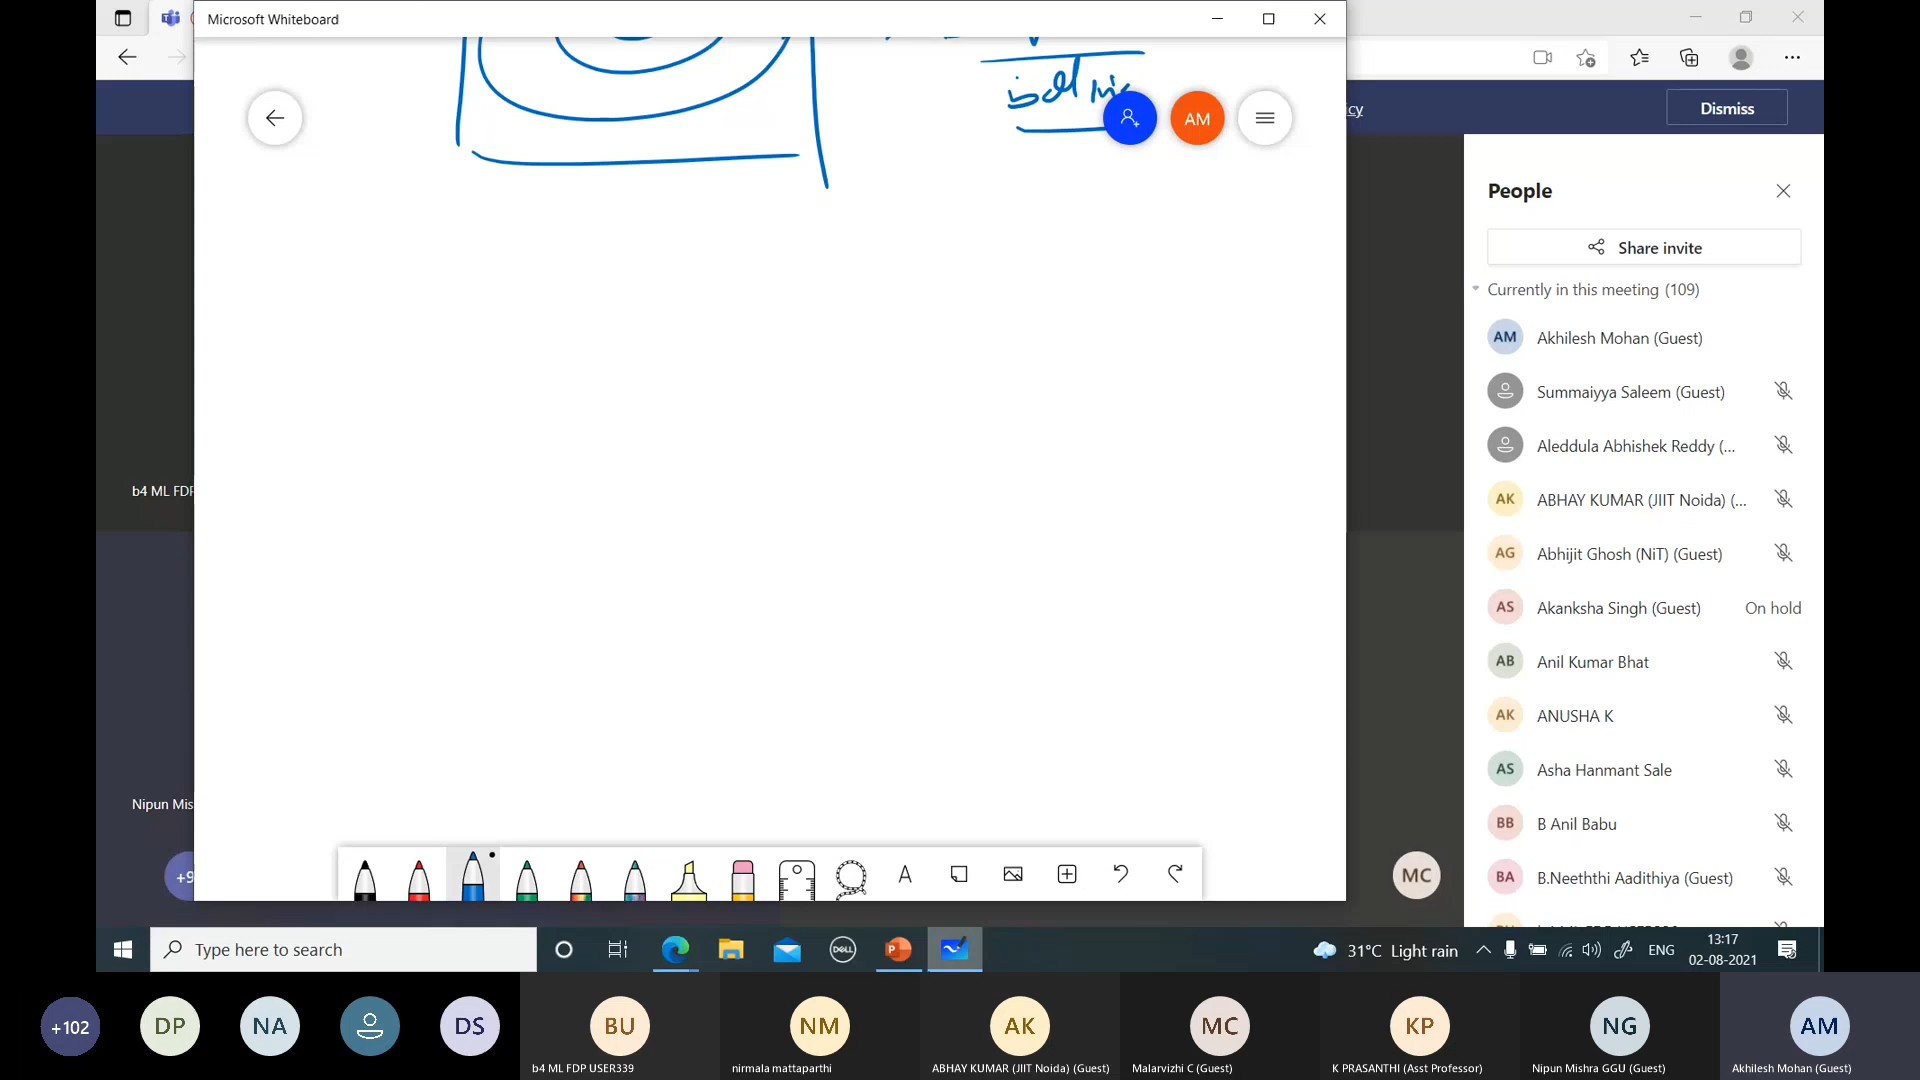 Microsoft Whiteboard
AM
cy
Dismiss
People
Share invite
Currently in this meeting (109)
AM Akhilesh Mohan (Guest)
Summaiyya Saleem (Guest)
Aleddula Abhishek Reddy (...
AK ABHAY KUMAR (JIIT Noida) (...
AG Abhijit Ghosh (NiT) (Guest)
AS Akanksha Singh (Guest) On hold
AB Anil Kumar Bhat
AK ANUSHA K
AS Asha Hanmant Sale
BB B Anil Babu
BA B.Neeththi Aadithiya (Guest)
b4 ML FDP
Nipun Mis
+9
MC
A
Type here to search
DELL
31°C Light rain
ENG
13:17
02-08-2021
+102 DP NA DS BU NM AK MC KP NG AM
b4 ML FDP USER339 nirmala mattaparthi ABHAY KUMAR (JIIT Noida) (Guest) Malarvizhi C (Guest) K PRASANTHI (Asst Professor) Nipun Mishra GGU (Guest) Akhilesh Mohan (Guest)